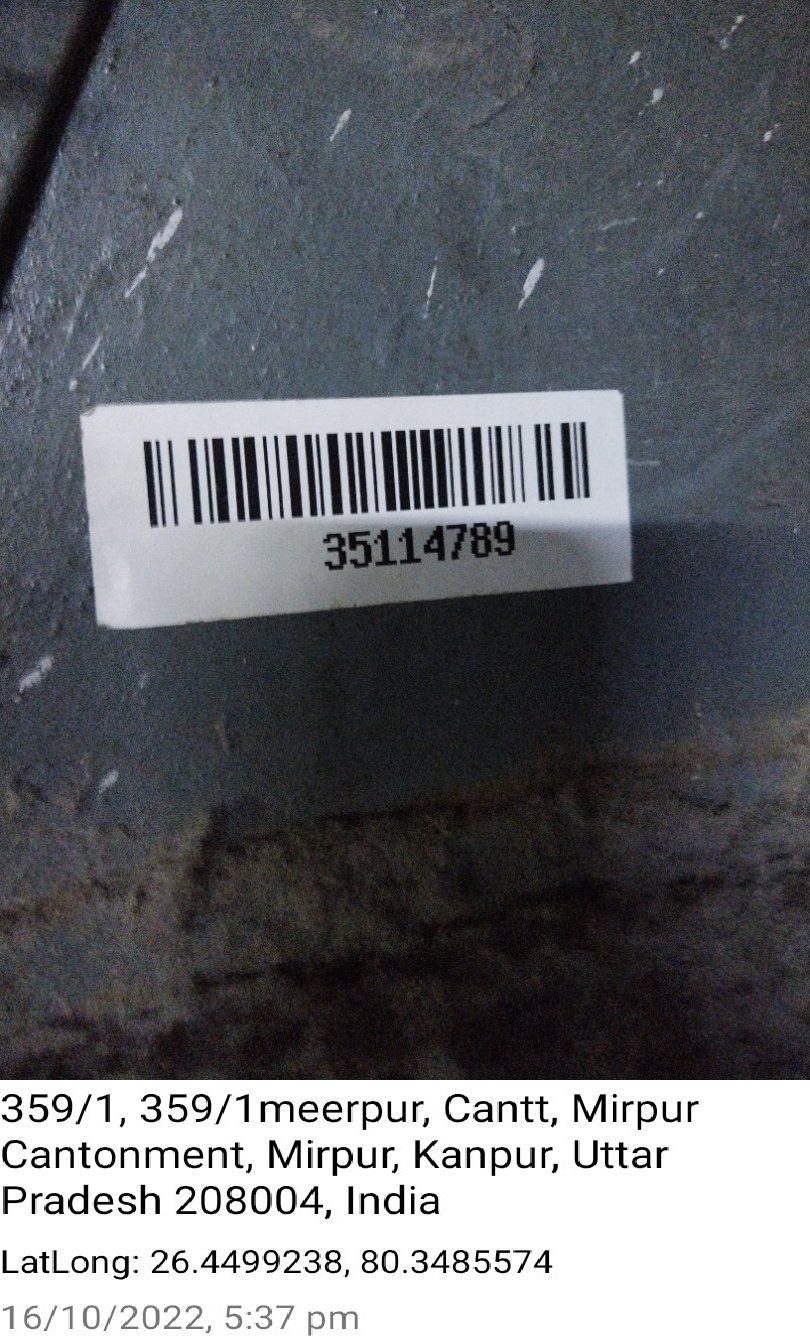 35114789
359/1, 359/1meerpur, Cantt, Mirpur
Cantonment, Mirpur, Kanpur, Uttar
Pradesh 208004, India
LatLong: 26.4499238, 80.3485574
16/10/2022, 5:37 pm